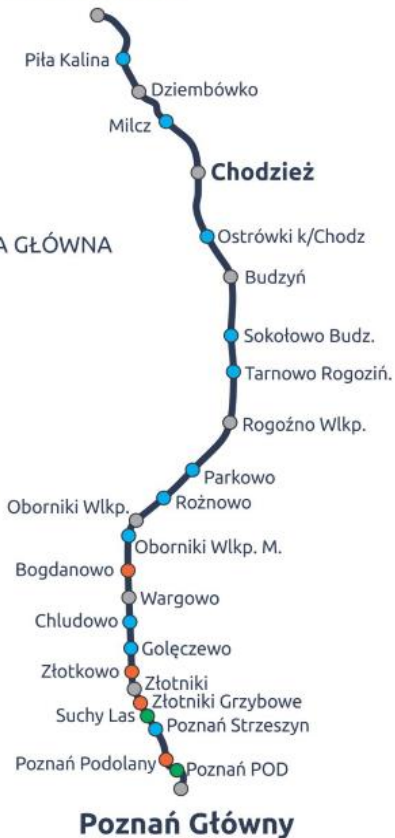 Piła Kalina
Dziembówko
Milcz
Chodzież
A GŁÓWNA
Ostrówki k/Chodz
Budzyń
Sokołowo Budz.
Tarnowo Rogoziń.
Rogoźno Wlkp.
Parkowo
Rożnowo
Oborniki Wlkp.
Oborniki Wlkp. M.
Bogdanowo
Wargowo
Chludowo
Golęczewo
Złotkowo
Złotniki
Złotniki Grzybowe
Suchy Las
Poznań Strzeszyn
Poznań Podolany
Poznań POD
Poznań Główny